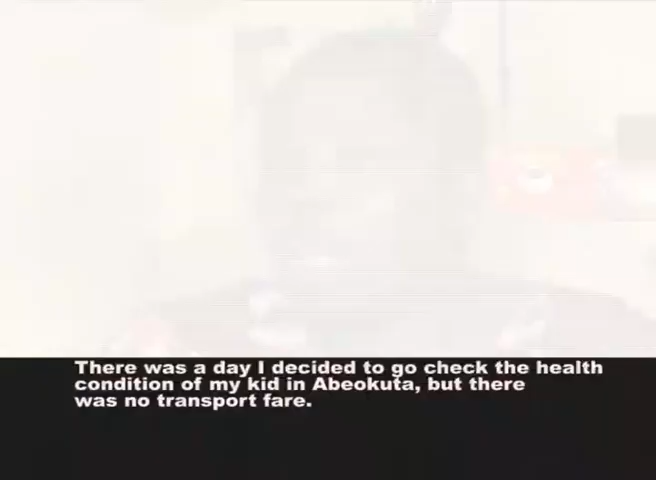 There was a day I decided to go check the health
condition of my kid in Abeokuta, but there
was no transport fare.